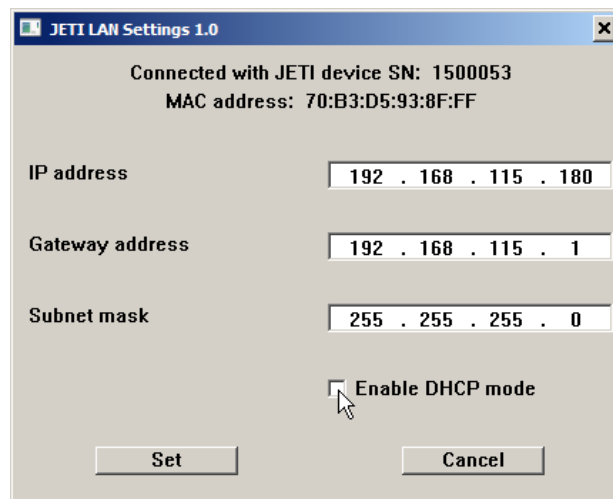 JETI LAN Settings 1.0
Connected with JETI device SN: 1500053
MAC address: 70:B3:D5:93:8F:FF
IP address 192 . 168 . 115 . 180
Gateway address 192 . 168 . 115 . 1
Subnet mask 255 . 255 . 255 . 0
Enable DHCP mode
Set Cancel